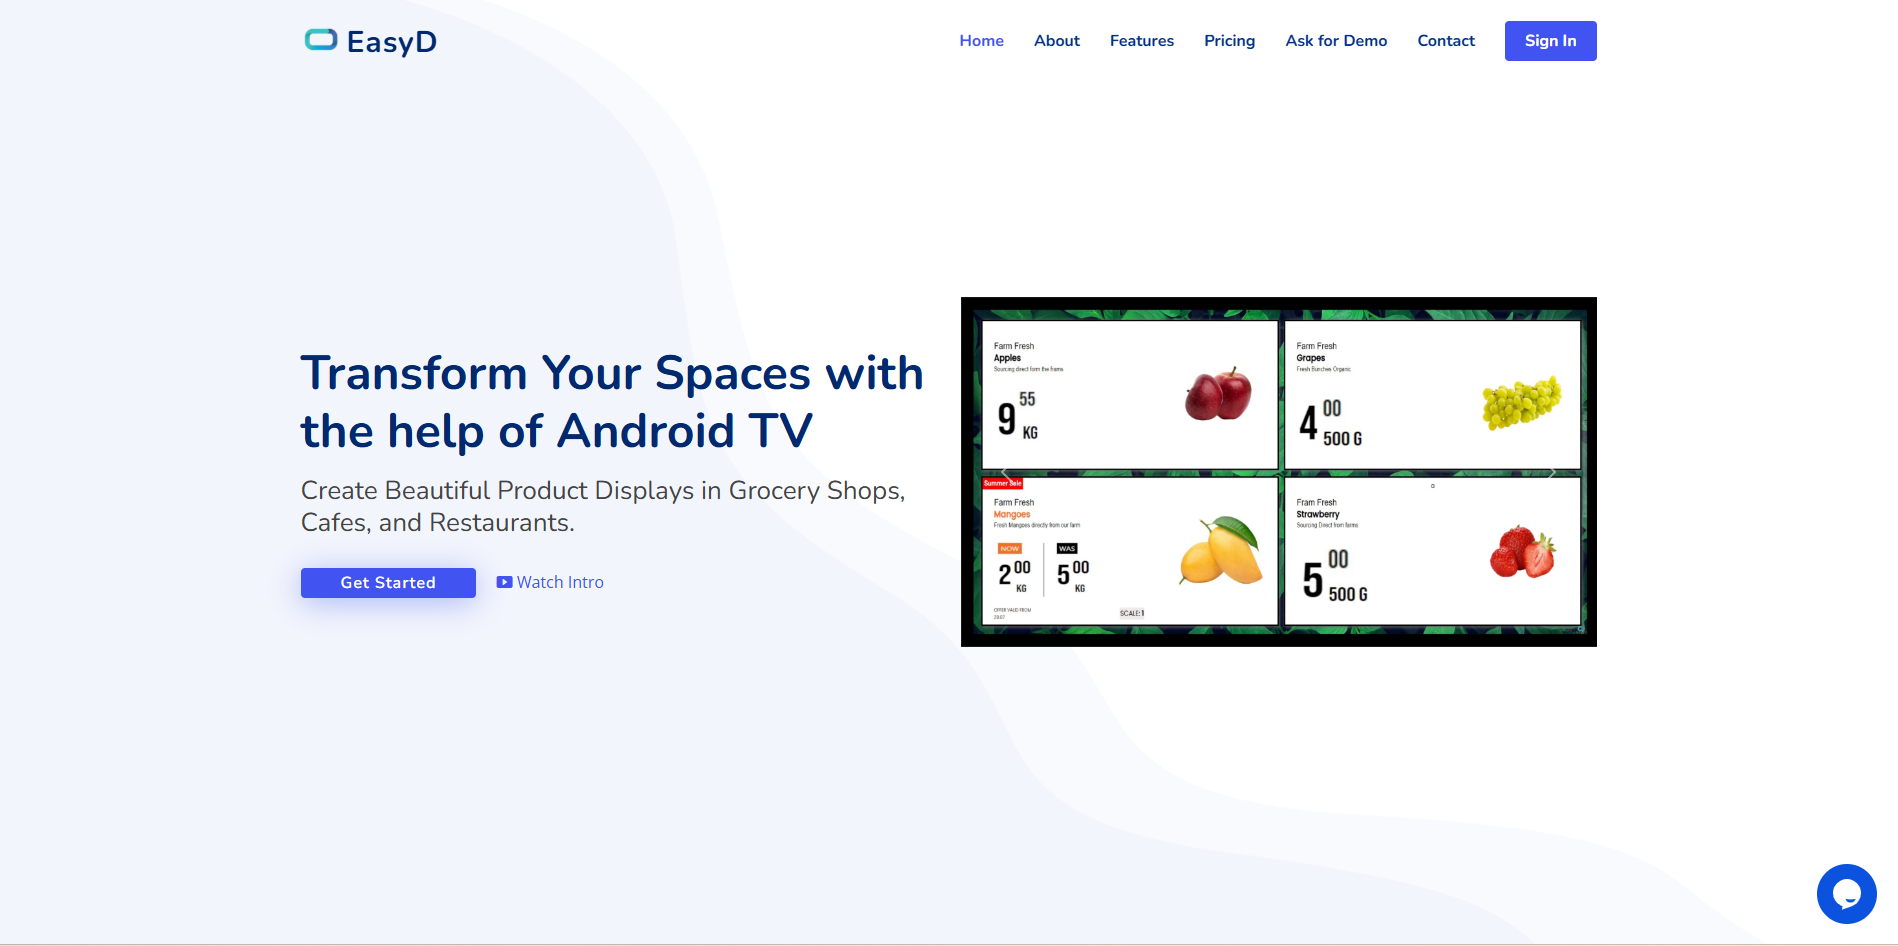 EasyD
Home About Features Pricing Ask for Demo Contact Sign In
Transform Your Spaces with
the help of Android TV
Create Beautiful Product Displays in Grocery Shops,
Cafes, and Restaurants.
Get Started
Watch Intro
Farm Fresh
Apples
Sourcing direct form the frams
9 55
KG
Farm Fresh
Grapes
Fresh Bunches Organic
4 00
500 G
Summer Sale
Farm Fresh
Mangoes
Fresh Mangoes directly from our farm
NOW WAS
2 00 5 00
KG KG
OFFER VALID FROM
SCALE: 1
Fram Fresh
Strawberry
Sourcing Direct from farms
5 00
500 G